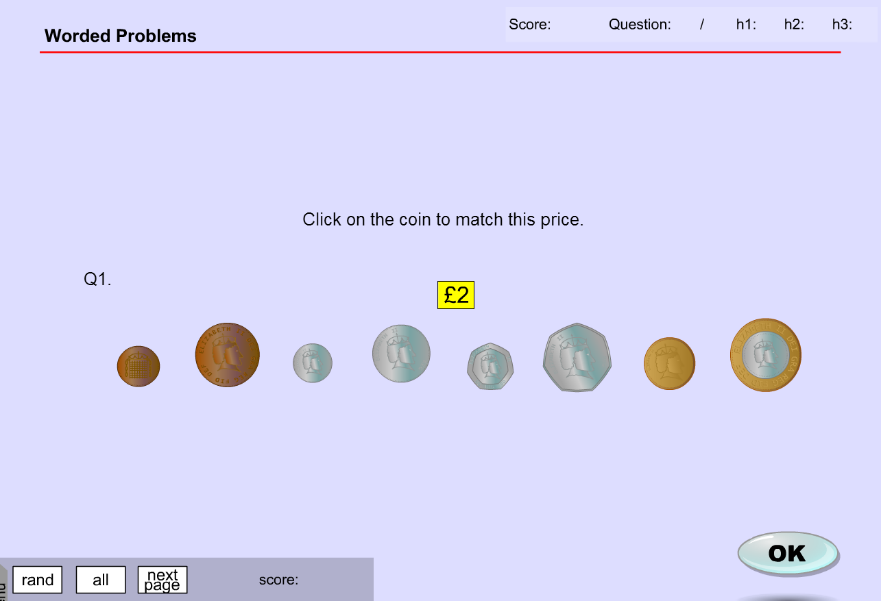 Worded Problems
Score: Question: / h1: h2: h3:
Click on the coin to match this price.
Q1.
£2
OK
rand all next page score: